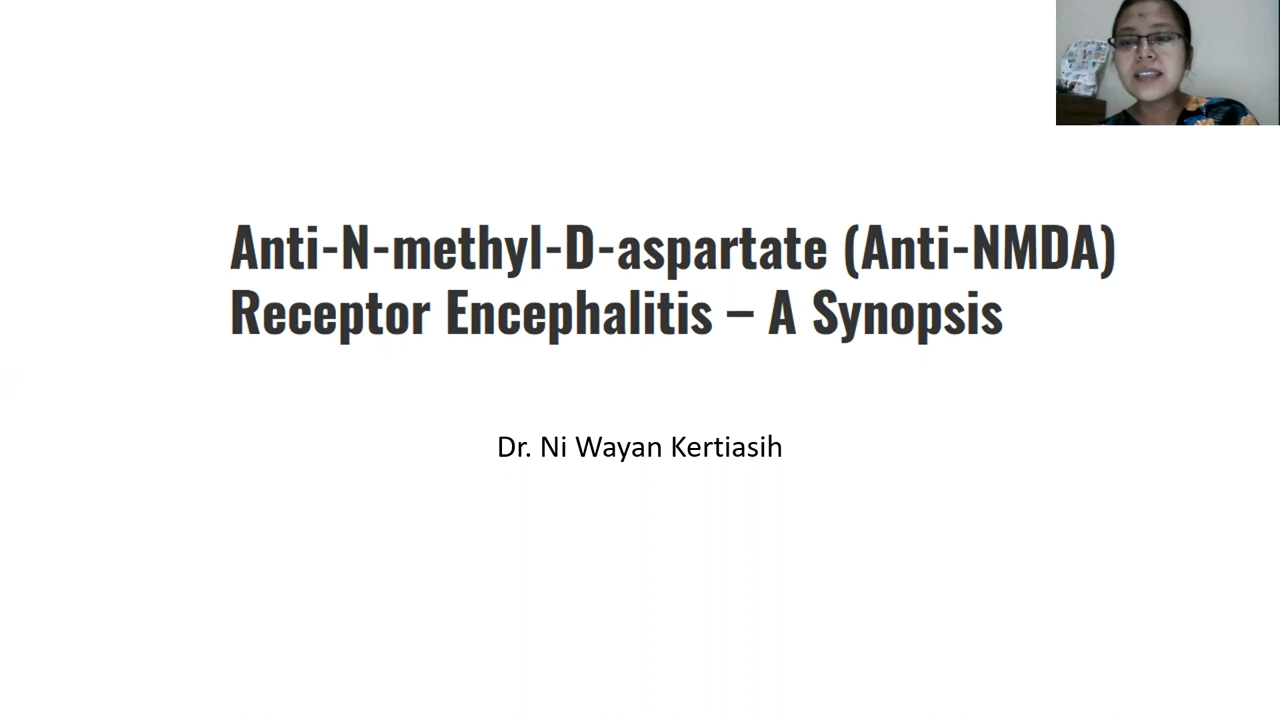 Anti-N-methyl-D-aspartate (Anti-NMDA)
Receptor Encephalitis – A Synopsis
Dr. Ni Wayan Kertiasih